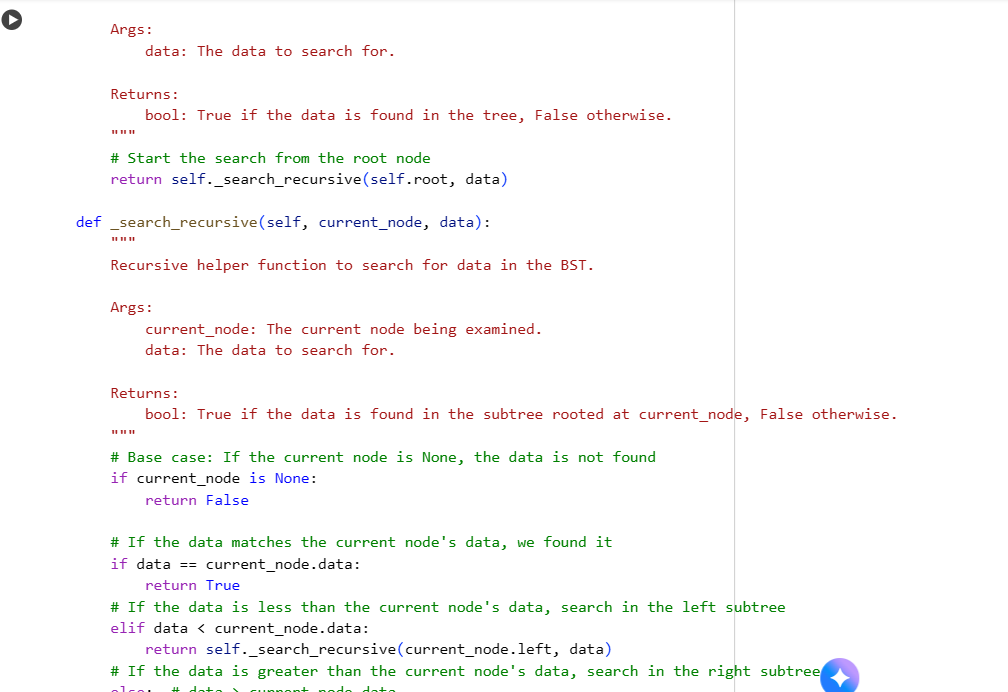 Args:
data: The data to search for.
Returns:
bool: True if the data is found in the tree, False otherwise.
"""
# Start the search from the root node
return self._search_recursive(self.root, data)
def _search_recursive(self, current_node, data):
"""
Recursive helper function to search for data in the BST.
Args:
current_node: The current node being examined.
data: The data to search for.
Returns:
bool: True if the data is found in the subtree rooted at current_node, False otherwise.
"""
# Base case: If the current node is None, the data is not found
if current_node is None:
return False
# If the data matches the current node's data, we found it
if data == current_node.data:
return True
# If the data is less than the current node's data, search in the left subtree
elif data < current_node.data:
return self._search_recursive(current_node.left, data)
# If the data is greater than the current node's data, search in the right subtree
else: # data > current_node.data